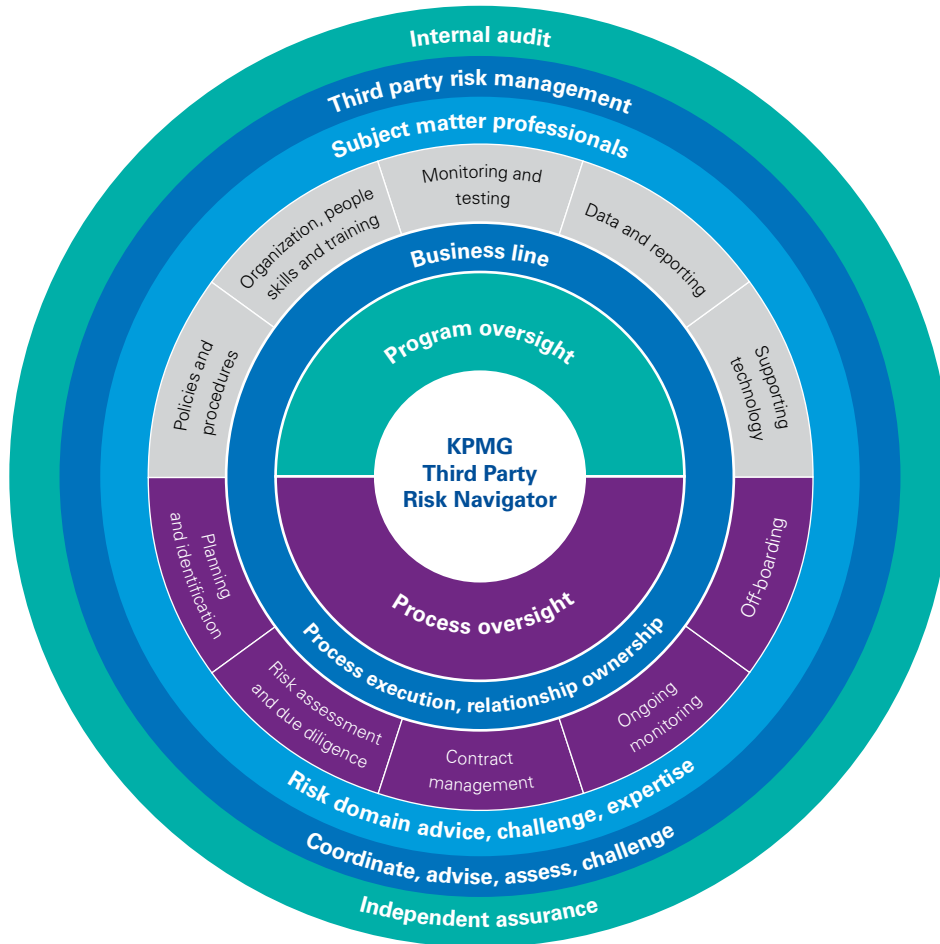 Internal audit
Third party risk management
Subject matter professionals
Policies and
procedures
Organization, people
skills and training
Monitoring and
testing
Data and reporting
Supporting
technology
Business line
Program oversight
KPMG
Third Party
Risk Navigator
Process oversight
Process execution, relationship ownership
Planning
and identification
Risk assessment
and due diligence
Contract
management
Ongoing
monitoring
Off-boarding
Risk domain advice, challenge, expertise
Coordinate, advise, assess, challenge
Independent assurance